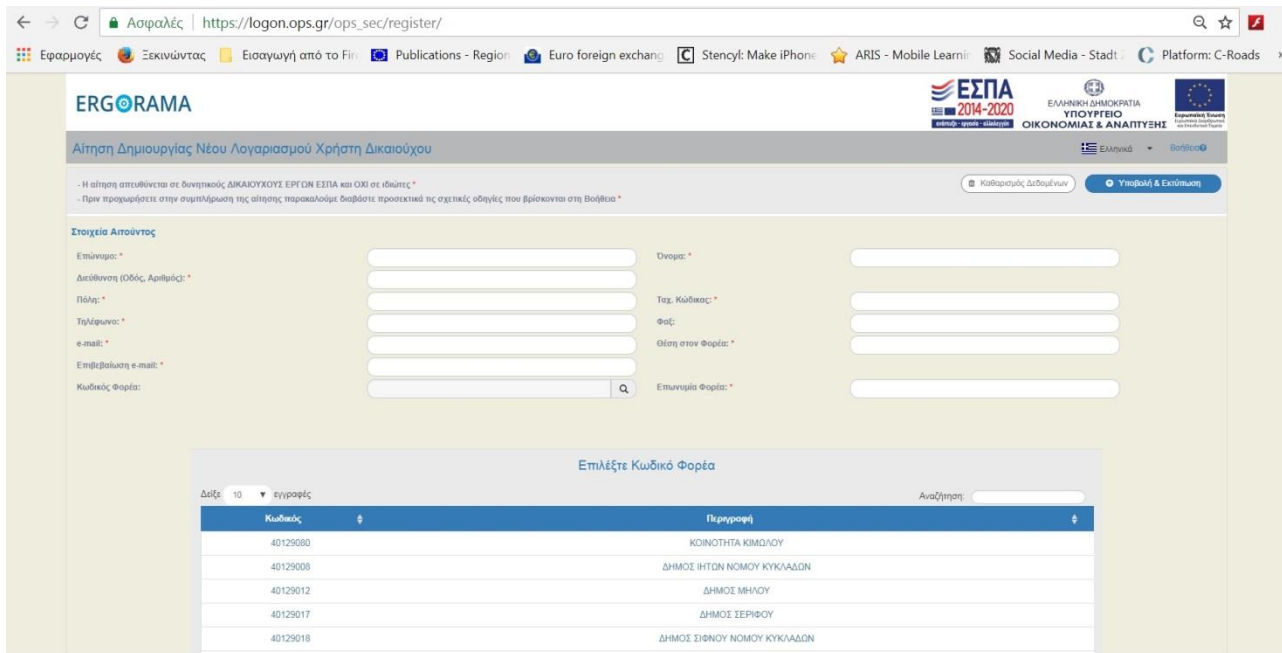 Ασφαλές | https://logon.ops.gr/ops_sec/register/
Εφαρμογές Ξεκινώντας Εισαγωγή από το Fir Publications - Region Euro foreign exchang Stencyl: Make iPhone ARIS - Mobile Learnin Social Media - Stadt Platform: C-Roads
ERGORAMA
ΕΣΠΑ
2014-2020
ανάπτυξη - εργασία - αλληλεγγύη
ΕΛΛΗΝΙΚΗ ΔΗΜΟΚΡΑΤΙΑ
ΥΠΟΥΡΓΕΙΟ
ΟΙΚΟΝΟΜΙΑΣ & ΑΝΑΠΤΥΞΗΣ
Ευρωπαϊκή Ένωση
Αίτηση Δημιουργίας Νέου Λογαριασμού Χρήστη Δικαιούχου Ελληνικά Βοήθεια
- Η αίτηση απευθύνεται σε δυνητικούς ΔΙΚΑΙΟΥΧΟΥΣ ΕΡΓΩΝ ΕΣΠΑ και ΟΧΙ σε ιδιώτες *
- Πριν προχωρήσετε στην συμπλήρωση της αίτησης παρακαλούμε διαβάστε προσεκτικά τις σχετικές οδηγίες που βρίσκονται στη Βοήθεια *
Καθαρισμός Δεδομένων Υποβολή & Εκτύπωση
Στοιχεία Αιτούντος
Επώνυμο: * Όνομα: *
Διεύθυνση (Οδός, Αριθμός): *
Πόλη: * Ταχ. Κώδικας: *
Τηλέφωνο: * Φαξ:
e-mail: * Θέση στον Φορέα: *
Επιβεβαίωση e-mail: *
Κωδικός Φορέα: Επωνυμία Φορέα: *
Επιλέξτε Κωδικό Φορέα
Δείξε 10 εγγραφές Αναζήτηση:
Κωδικός Περιγραφή
40129080 ΚΟΙΝΟΤΗΤΑ ΚΙΜΩΛΟΥ
40129008 ΔΗΜΟΣ ΙΗΤΩΝ ΝΟΜΟΥ ΚΥΚΛΑΔΩΝ
40129012 ΔΗΜΟΣ ΜΗΛΟΥ
40129017 ΔΗΜΟΣ ΣΕΡΙΦΟΥ
40129018 ΔΗΜΟΣ ΣΙΦΝΟΥ ΝΟΜΟΥ ΚΥΚΛΑΔΩΝ